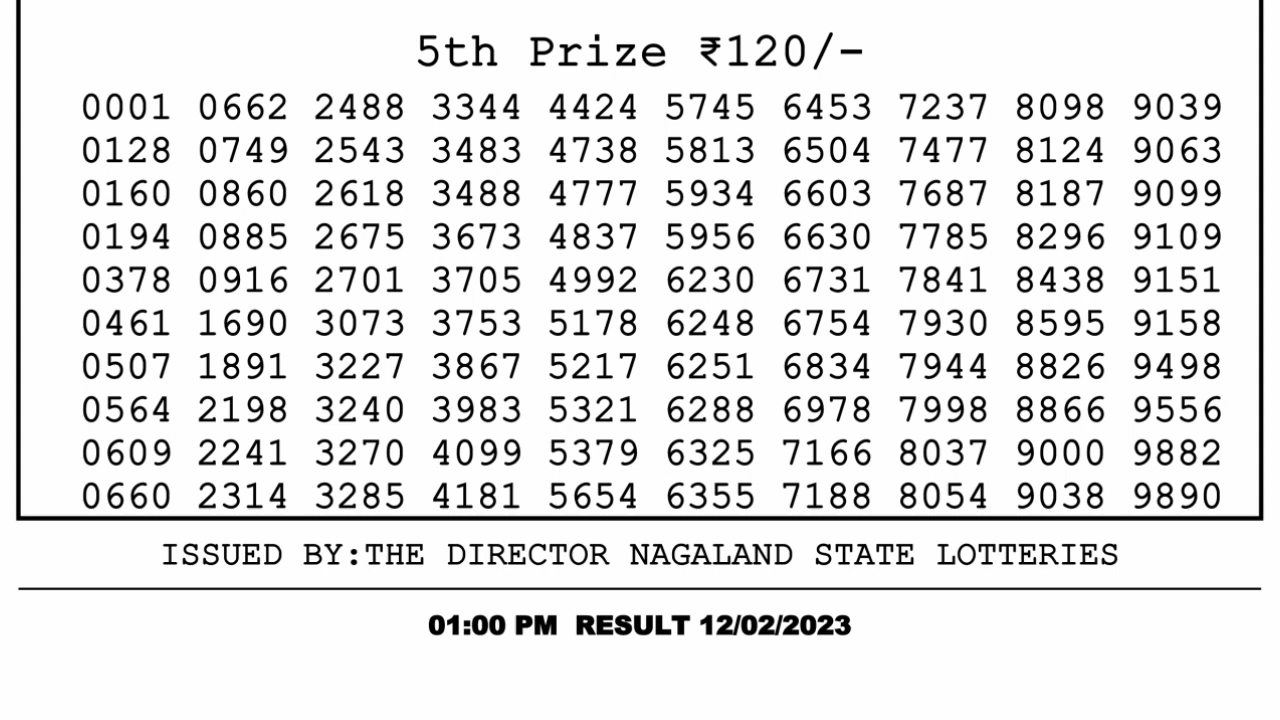 5th Prize ₹120/-
0001 0662 2488 3344 4424 5745 6453 7237 8098 9039
0128 0749 2543 3483 4738 5813 6504 7477 8124 9063
0160 0860 2618 3488 4777 5934 6603 7687 8187 9099
0194 0885 2675 3673 4837 5956 6630 7785 8296 9109
0378 0916 2701 3705 4992 6230 6731 7841 8438 9151
0461 1690 3073 3753 5178 6248 6754 7930 8595 9158
0507 1891 3227 3867 5217 6251 6834 7944 8826 9498
0564 2198 3240 3983 5321 6288 6978 7998 8866 9556
0609 2241 3270 4099 5379 6325 7166 8037 9000 9882
0660 2314 3285 4181 5654 6355 7188 8054 9038 9890
ISSUED BY:THE DIRECTOR NAGALAND STATE LOTTERIES
01:00 PM RESULT 12/02/2023